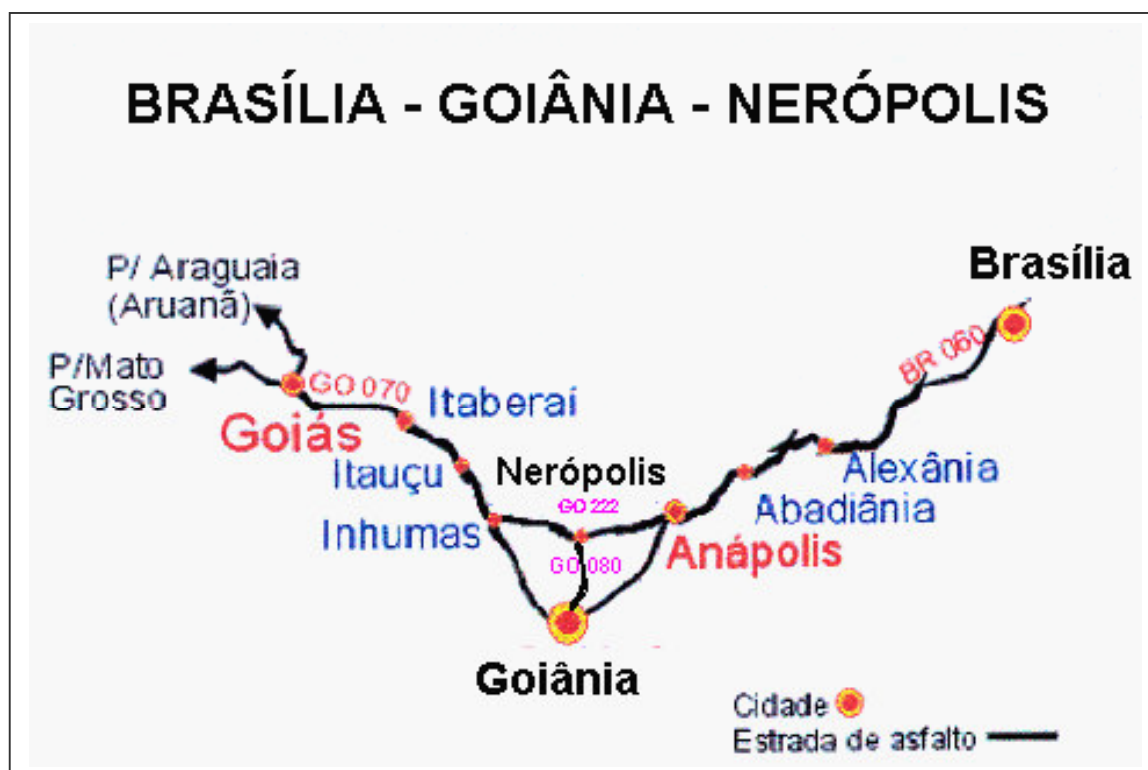 BRASÍLIA - GOIÂNIA - NERÓPOLIS
Brasília
P/ Araguaia
(Aruanã)
BR 060
P/Mato
Grosso
GO 070
Itaberaí
Goiás
Itauçu
Nerópolis
Alexânia
GO 222
Abadiânia
Inhumas
Anápolis
GO 080
Goiânia
Cidade
Estrada de asfalto